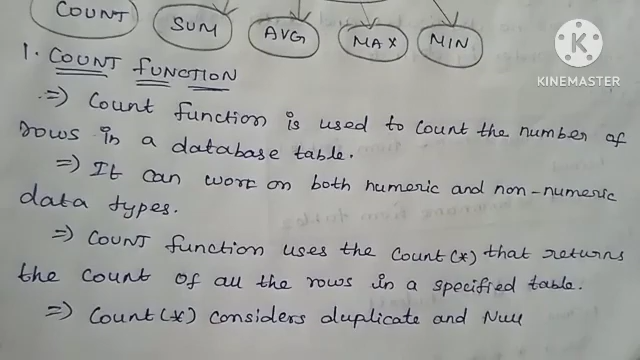 COUNT
SUM
AVG
MAX
MIN
KINEMASTER
1. COUNT FUNCTION
=> Count function is used to count the number of
rows in a database table.
=> It can work on both numeric and non-numeric
data types.
=> COUNT function uses the count(*) that returns
the count of all the rows in a specified table.
=> Count(*) considers duplicate and Null